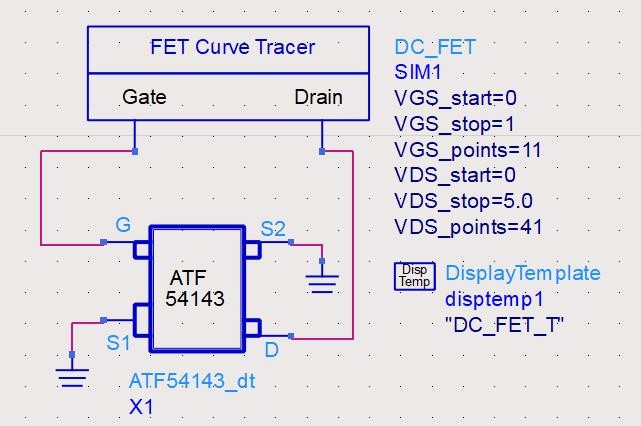 FET Curve Tracer
Gate Drain
DC_FET
SIM1
VGS_start=0
VGS_stop=1
VGS_points=11
VDS_start=0
VDS_stop=5.0
VDS_points=41
G
S2
ATF
54143
S1
D
ATF54143_dt
X1
Disp
Temp
DisplayTemplate
disptemp1
"DC_FET_T"